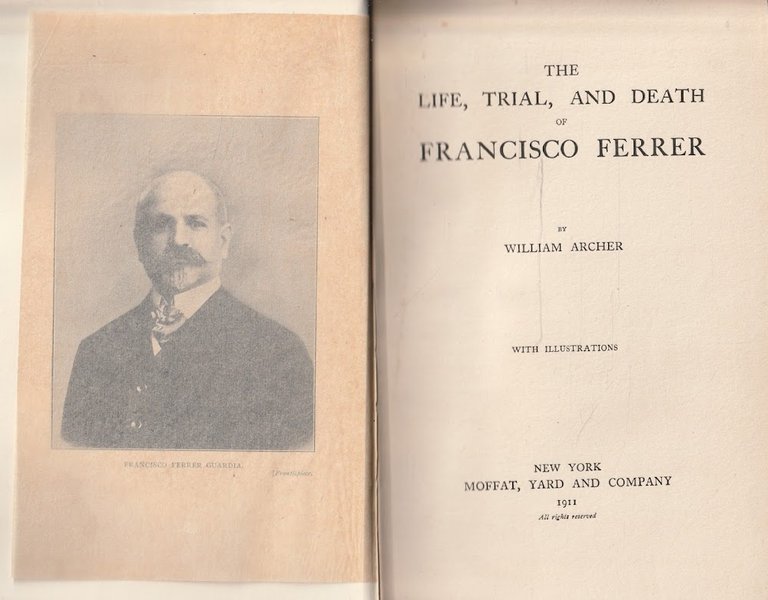 FRANCISCO FERRER GUARDIA.
[Frontispiece.
THE
LIFE, TRIAL, AND DEATH
OF
FRANCISCO FERRER
BY
WILLIAM ARCHER
WITH ILLUSTRATIONS
NEW YORK
MOFFAT, YARD AND COMPANY
1911
All rights reserved